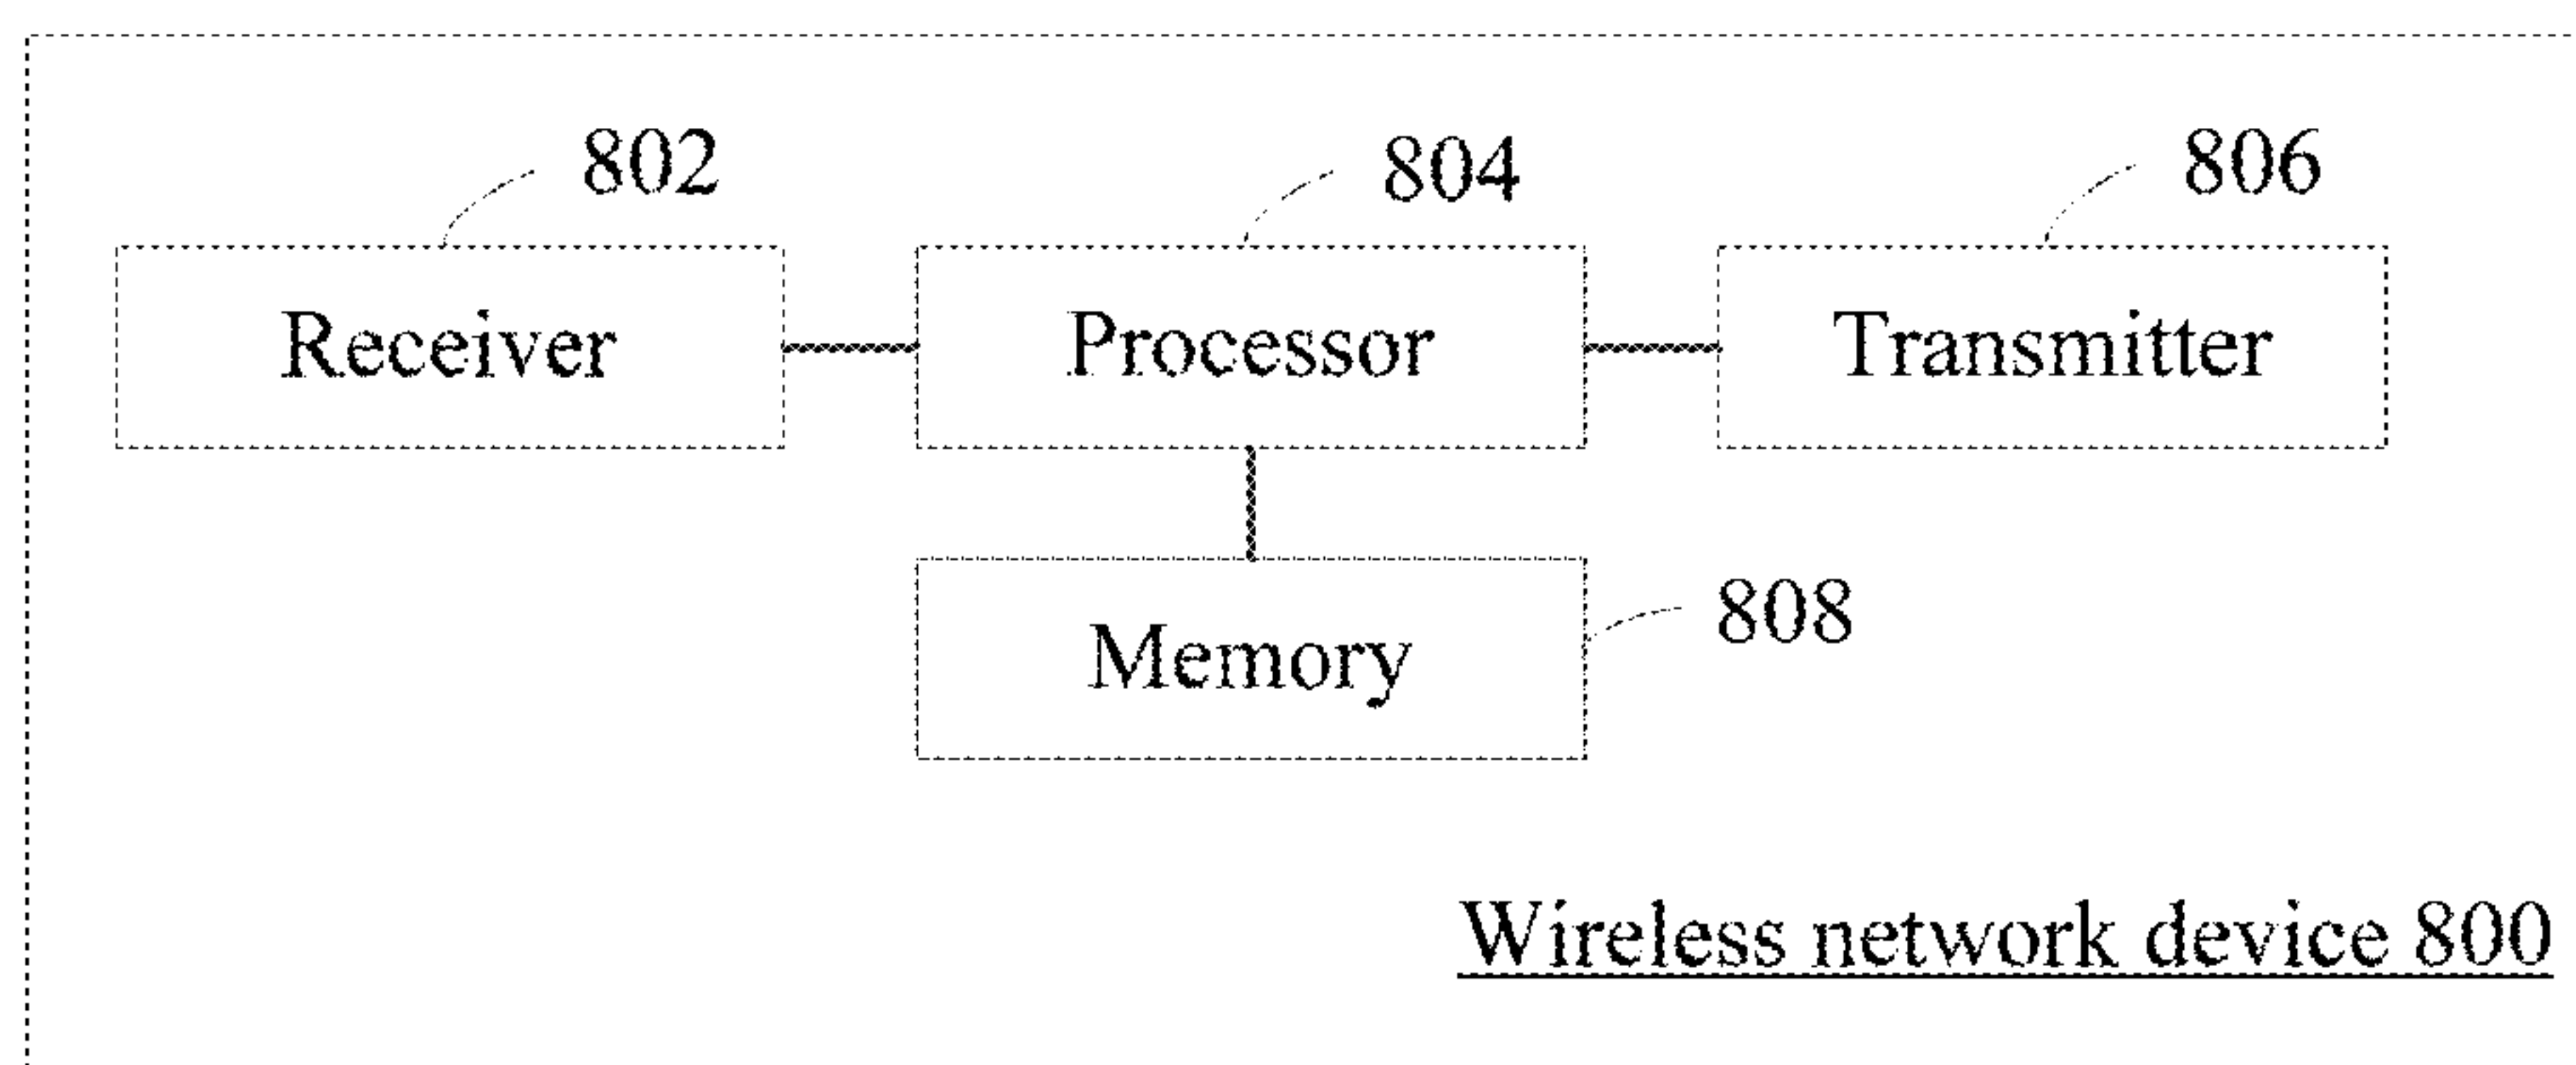 802
804
806
Receiver
Processor
Transmitter
Memory
808
Wireless network device 800